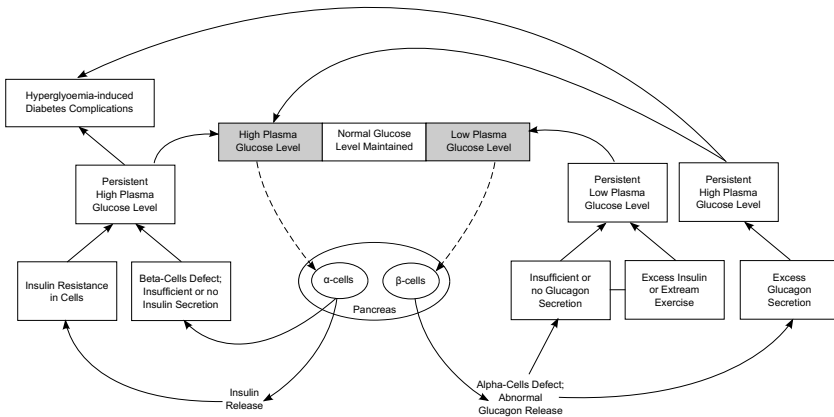 Hyperglyoemia-induced
Diabetes Complications
High Plasma
Glucose Level
Normal Glucose
Level Maintained
Low Plasma
Glucose Level
Persistent
High Plasma
Glucose Level
Persistent
Low Plasma
Glucose Level
Persistent
High Plasma
Glucose Level
Insulin Resistance
in Cells
Beta-Cells Defect;
Insufficient or no
Insulin Secretion
α-cells
β-cells
Pancreas
Insufficient or
no Glucagon
Secretion
Excess Insulin
or Extream
Exercise
Excess
Glucagon
Secretion
Insulin
Release
Alpha-Cells Defect;
Abnormal
Glucagon Release